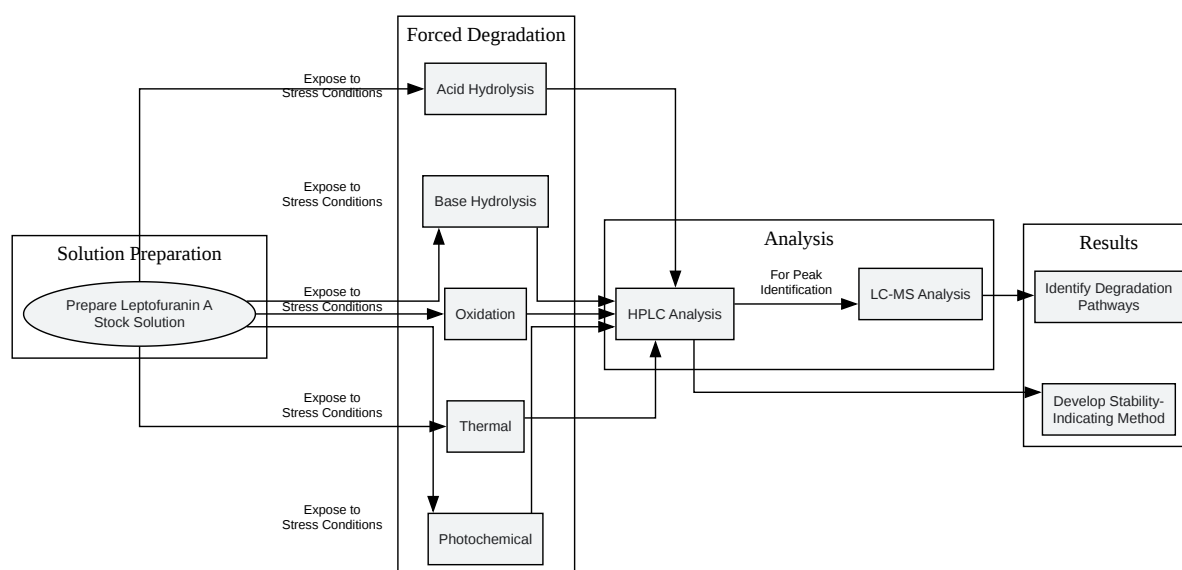 Forced Degradation
Expose to
Stress Conditions
Acid Hydrolysis
Expose to
Stress Conditions
Base Hydrolysis
Solution Preparation
Prepare Leptofuranin A
Stock Solution
Expose to
Stress Conditions
Oxidation
Expose to
Stress Conditions
Thermal
Expose to
Stress Conditions
Photochemical
Analysis
HPLC Analysis
For Peak
Identification
LC-MS Analysis
Results
Identify Degradation
Pathways
Develop Stability-
Indicating Method